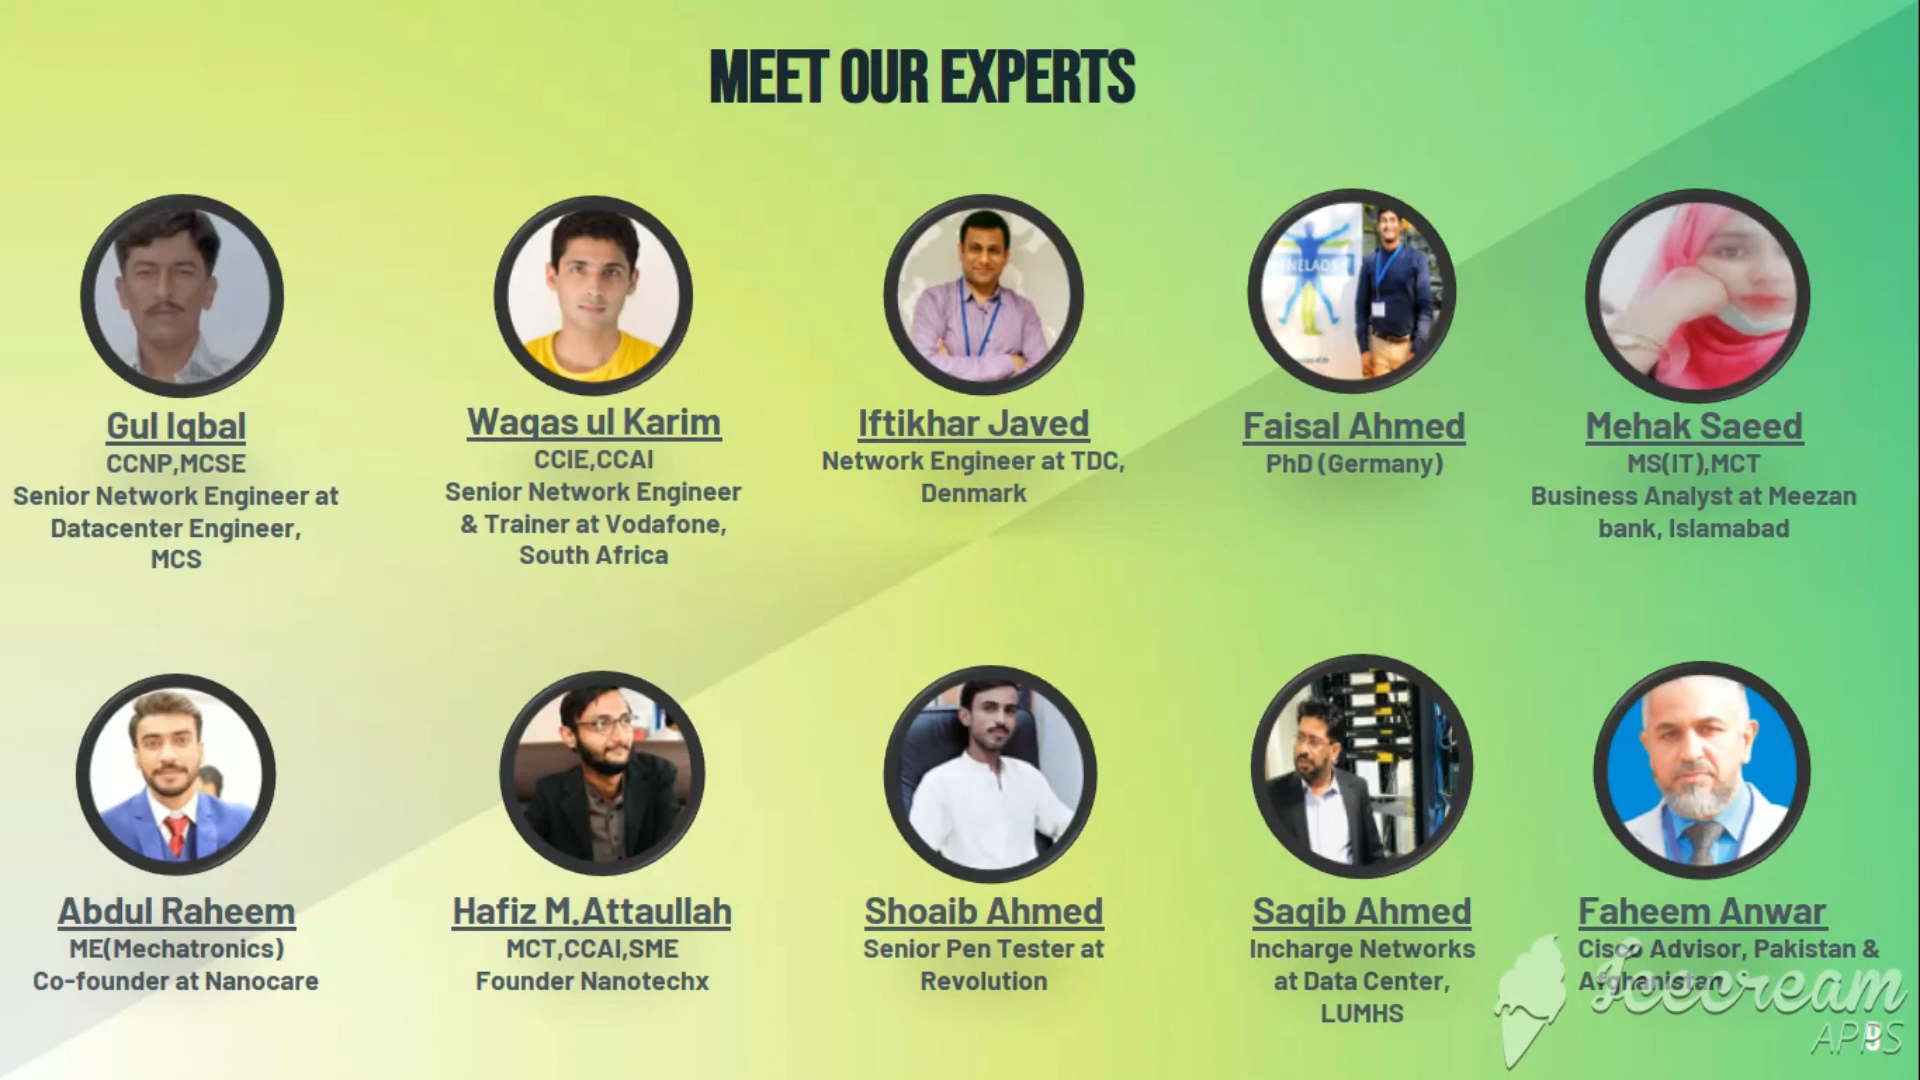 MEET OUR EXPERTS
NELAOS
Gul Iqbal
CCNP,MCSE
Senior Network Engineer at
Datacenter Engineer,
MCS
Waqas ul Karim
CCIE,CCAI
Senior Network Engineer
& Trainer at Vodafone,
South Africa
Iftikhar Javed
Network Engineer at TDC,
Denmark
Faisal Ahmed
PhD (Germany)
Mehak Saeed
MS(IT),MCT
Business Analyst at Meezan
bank, Islamabad
Abdul Raheem
ME(Mechatronics)
Co-founder at Nanocare
Hafiz M.Attaullah
MCT,CCAI,SME
Founder Nanotechx
Shoaib Ahmed
Senior Pen Tester at
Revolution
Saqib Ahmed
Incharge Networks
at Data Center,
LUMHS
Faheem Anwar
Cisco Advisor, Pakistan &
Afghanistan
Icecream
APPS
9